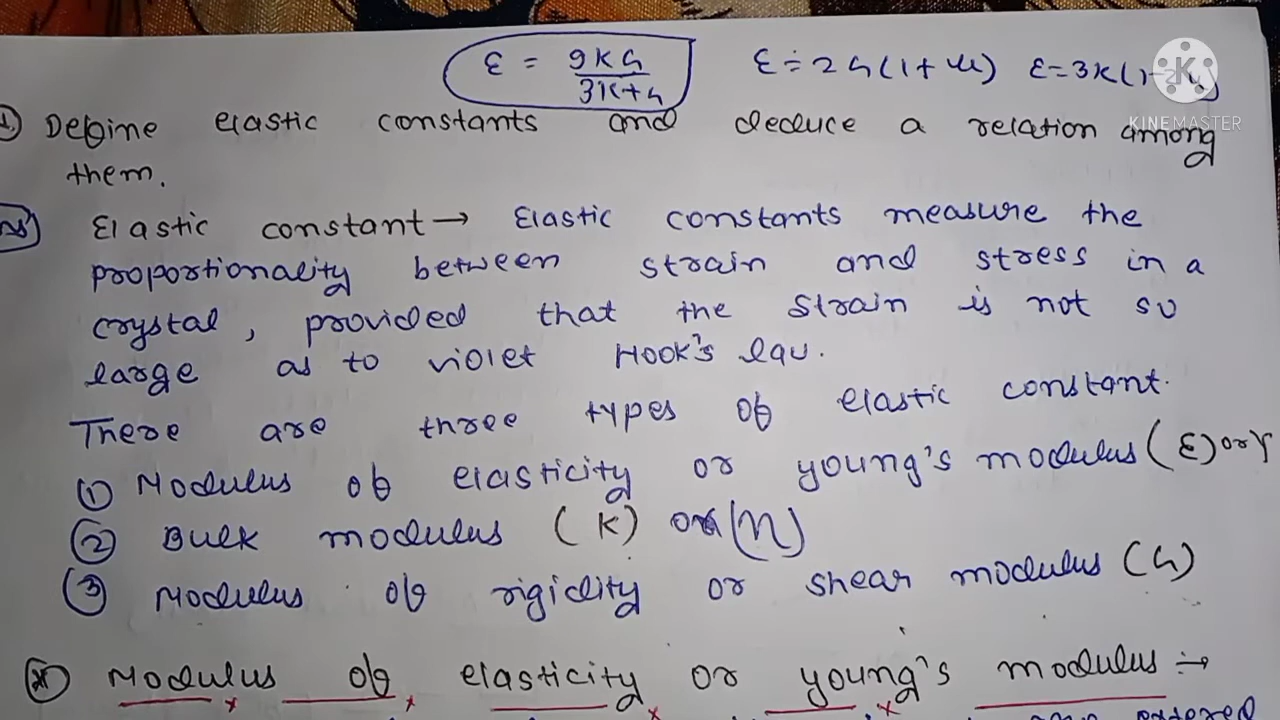 ε = 9KG/3K+G ε = 2G(1+μ) ε=3K(1-2
1 Define elastic constants and deduce a relation among
them.
Ans Elastic constant → Elastic constants measure the
proportionality between strain and stress in a
crystal, provided that the strain is not so
large as to violet Hook's equ.
There are three types of elastic constant.
① Modulus of elasticity or young's modulus (ε) or Y
② Bulk modulus (K) or (η)
③ Modulus of rigidity or shear modulus (G)
Modulus of elasticity or young's modulus :→
KINEMASTER